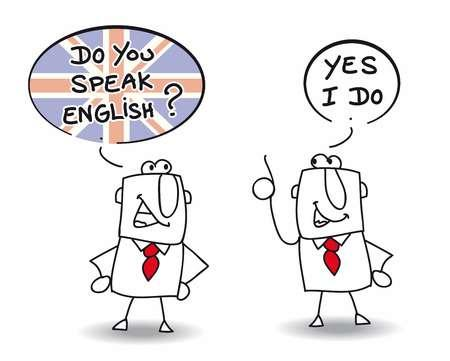 DO YOU
SPEAK
ENGLISH ?
YES
I DO